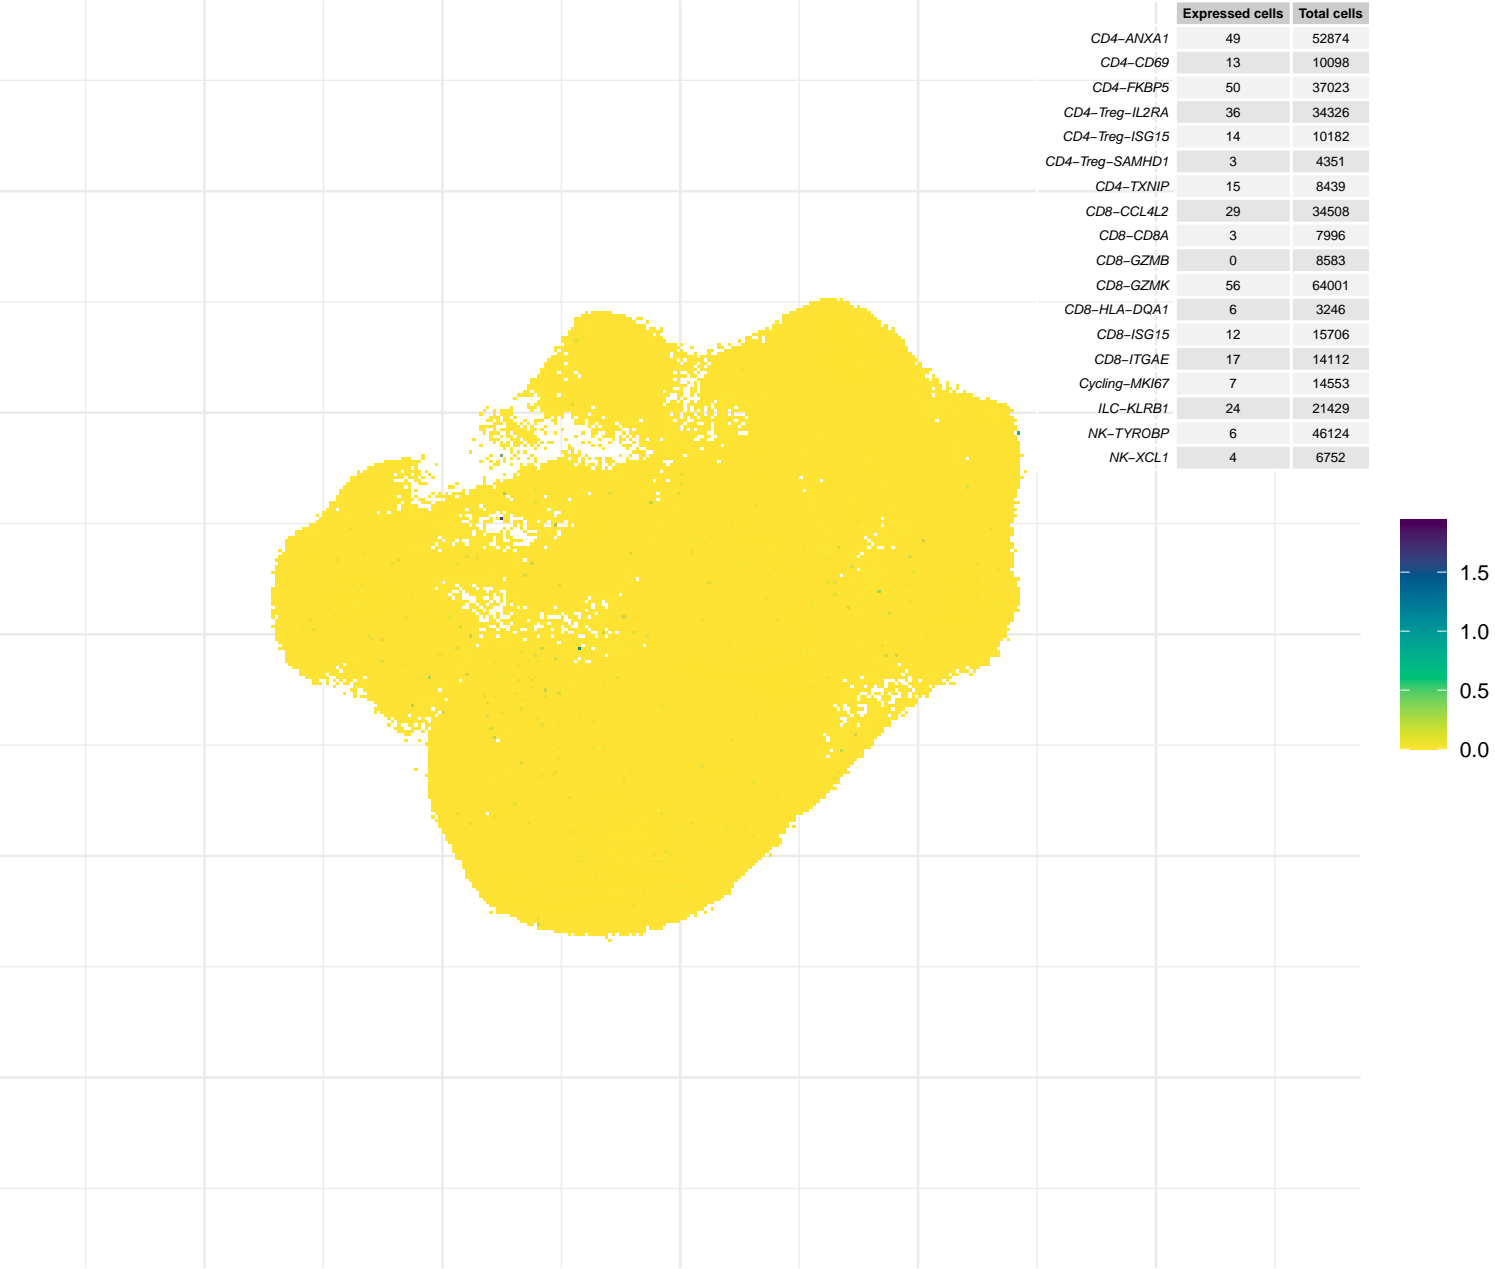 Expressed cells Total cells
CD4−ANXA1 49 52874
CD4−CD69 13 10098
CD4−FKBP5 50 37023
CD4−Treg−IL2RA 36 34326
CD4−Treg−ISG15 14 10182
CD4−Treg−SAMHD1 3 4351
CD4−TXNIP 15 8439
CD8−CCL4L2 29 34508
CD8−CD8A 3 7996
CD8−GZMB 0 8583
CD8−GZMK 56 64001
CD8−HLA−DQA1 6 3246
CD8−ISG15 12 15706
CD8−ITGAE 17 14112
Cycling−MKI67 7 14553
ILC−KLRB1 24 21429
NK−TYROBP 6 46124
NK−XCL1 4 6752
1.5
1.0
0.5
0.0